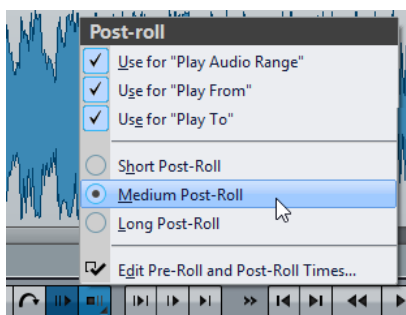 Post-roll
Use for "Play Audio Range"
Use for "Play From"
Use for "Play To"
Short Post-Roll
Medium Post-Roll
Long Post-Roll
Edit Pre-Roll and Post-Roll Times...